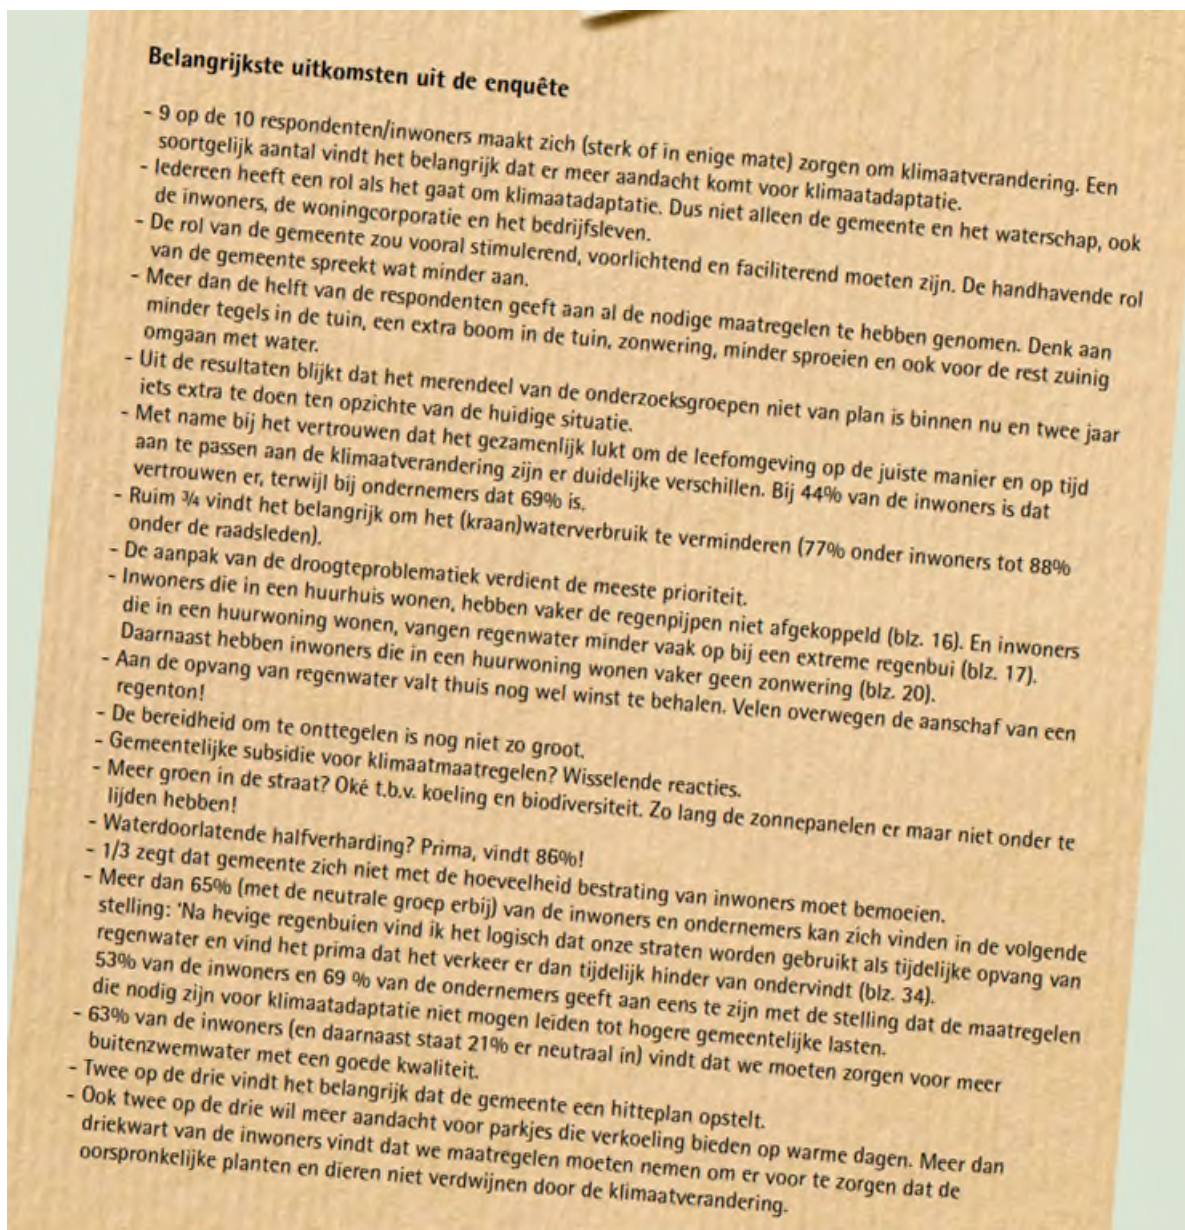 Belangrijkste uitkomsten uit de enquête
- 9 op de 10 respondenten/inwoners maakt zich (sterk of in enige mate) zorgen om klimaatverandering. Een
soortgelijk aantal vindt het belangrijk dat er meer aandacht komt voor klimaatadaptatie.
- Iedereen heeft een rol als het gaat om klimaatadaptatie. Dus niet alleen de gemeente en het waterschap, ook
de inwoners, de woningcorporatie en het bedrijfsleven.
- De rol van de gemeente zou vooral stimulerend, voorlichtend en faciliterend moeten zijn. De handhavende rol
van de gemeente spreekt wat minder aan.
- Meer dan de helft van de respondenten geeft aan al de nodige maatregelen te hebben genomen. Denk aan
minder tegels in de tuin, een extra boom in de tuin, zonwering, minder sproeien en ook voor de rest zuinig
omgaan met water.
- Uit de resultaten blijkt dat het merendeel van de onderzoeksgroepen niet van plan is binnen nu en twee jaar
iets extra te doen ten opzichte van de huidige situatie.
- Met name bij het vertrouwen dat het gezamenlijk lukt om de leefomgeving op de juiste manier en op tijd
aan te passen aan de klimaatverandering zijn er duidelijke verschillen. Bij 44% van de inwoners is dat
vertrouwen er, terwijl bij ondernemers dat 69% is.
- Ruim ¾ vindt het belangrijk om het (kraan)waterverbruik te verminderen (77% onder inwoners tot 88%
onder de raadsleden).
- De aanpak van de droogteproblematiek verdient de meeste prioriteit.
- Inwoners die in een huurhuis wonen, hebben vaker de regenpijpen niet afgekoppeld (blz. 16). En inwoners
die in een huurwoning wonen, vangen regenwater minder vaak op bij een extreme regenbui (blz. 17).
Daarnaast hebben inwoners die in een huurwoning wonen vaker geen zonwering (blz. 20).
- Aan de opvang van regenwater valt thuis nog wel winst te behalen. Velen overwegen de aanschaf van een
regenton!
- De bereidheid om te onttegelen is nog niet zo groot.
- Gemeentelijke subsidie voor klimaatmaatregelen? Wisselende reacties.
- Meer groen in de straat? Oké t.b.v. koeling en biodiversiteit. Zo lang de zonnepanelen er maar niet onder te
lijden hebben!
- Waterdoorlatende halfverharding? Prima, vindt 86%!
- 1/3 zegt dat gemeente zich niet met de hoeveelheid bestrating van inwoners moet bemoeien.
- Meer dan 65% (met de neutrale groep erbij) van de inwoners en ondernemers kan zich vinden in de volgende
stelling: 'Na hevige regenbuien vind ik het logisch dat onze straten worden gebruikt als tijdelijke opvang van
regenwater en vind het prima dat het verkeer er dan tijdelijk hinder van ondervindt (blz. 34).
53% van de inwoners en 69 % van de ondernemers geeft aan eens te zijn met de stelling dat de maatregelen
die nodig zijn voor klimaatadaptatie niet mogen leiden tot hogere gemeentelijke lasten.
- 63% van de inwoners (en daarnaast staat 21% er neutraal in) vindt dat we moeten zorgen voor meer
buitenzwemwater met een goede kwaliteit.
- Twee op de drie vindt het belangrijk dat de gemeente een hitteplan opstelt.
- Ook twee op de drie wil meer aandacht voor parkjes die verkoeling bieden op warme dagen. Meer dan
driekwart van de inwoners vindt dat we maatregelen moeten nemen om er voor te zorgen dat de
oorspronkelijke planten en dieren niet verdwijnen door de klimaatverandering.